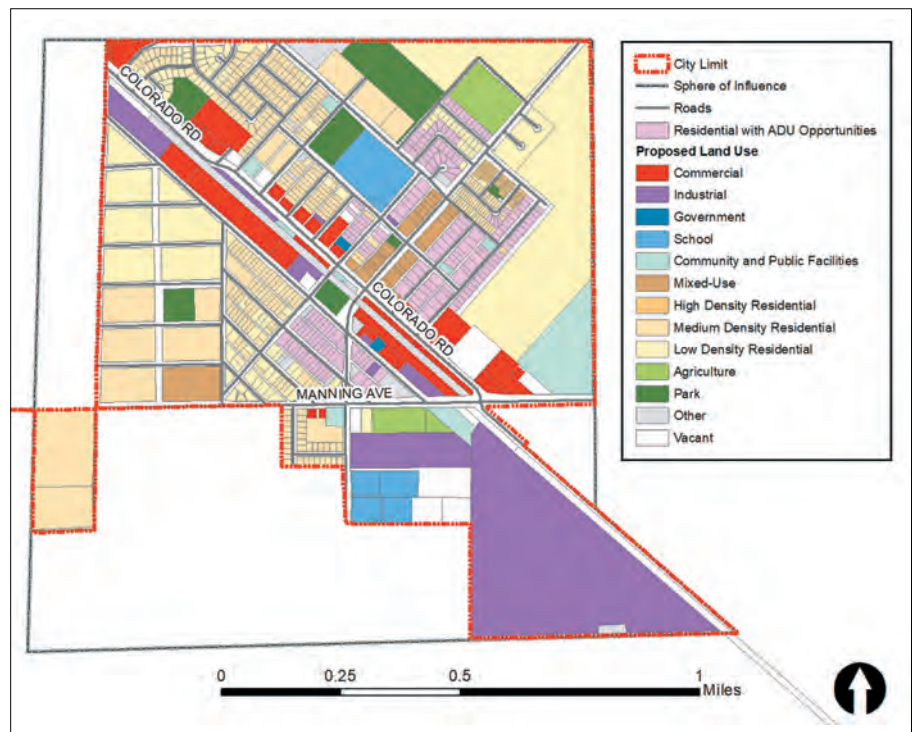 COLORADO RD
COLORADO RD
MANNING AVE
City Limit
Sphere of Influence
Roads
Residential with ADU Opportunities
Proposed Land Use
Commercial
Industrial
Government
School
Community and Public Facilities
Mixed-Use
High Density Residential
Medium Density Residential
Low Density Residential
Agriculture
Park
Other
Vacant
0 0.25 0.5 1
Miles